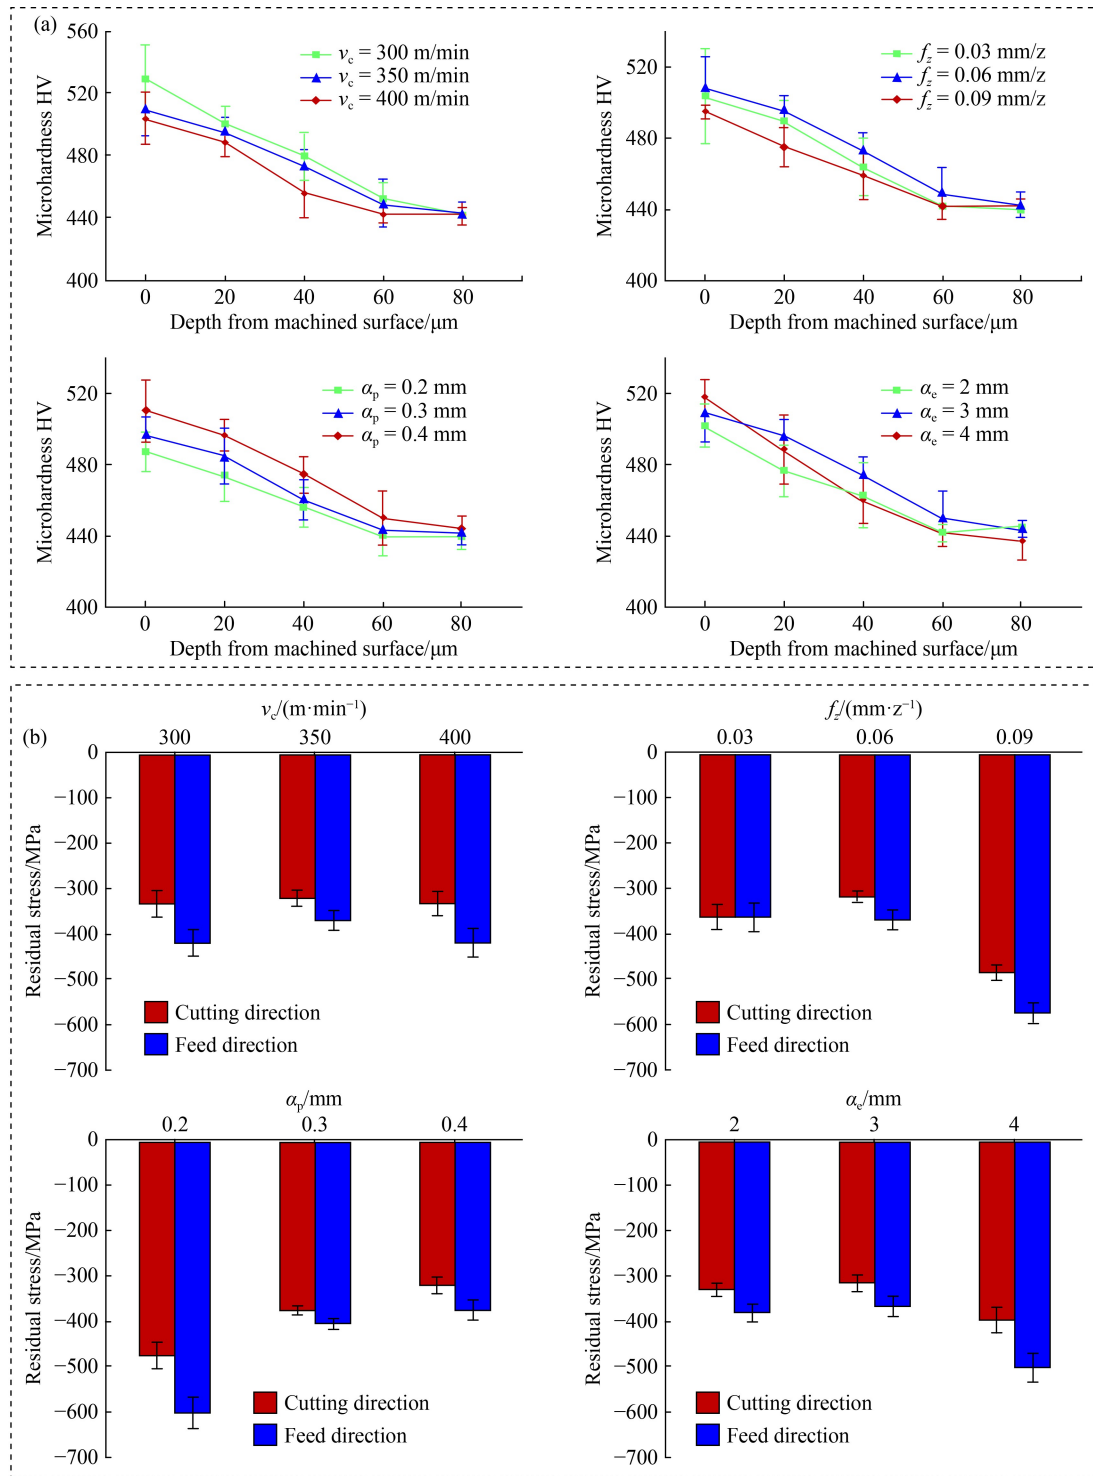 (a)
560
520
480
440
400
Microhardness HV
v_c = 300 m/min
v_c = 350 m/min
v_c = 400 m/min
0 20 40 60 80
Depth from machined surface/μm
520
480
440
400
Microhardness HV
f_z = 0.03 mm/z
f_z = 0.06 mm/z
f_z = 0.09 mm/z
0 20 40 60 80
Depth from machined surface/μm
520
480
440
400
Microhardness HV
α_p = 0.2 mm
α_p = 0.3 mm
α_p = 0.4 mm
0 20 40 60 80
Depth from machined surface/μm
520
480
440
400
Microhardness HV
α_e = 2 mm
α_e = 3 mm
α_e = 4 mm
0 20 40 60 80
Depth from machined surface/μm
(b)
v_c/(m·min⁻¹)
300 350 400
0
−100
−200
−300
−400
−500
−600
−700
Residual stress/MPa
Cutting direction
Feed direction
f_z/(mm·z⁻¹)
0.03 0.06 0.09
0
−100
−200
−300
−400
−500
−600
−700
Residual stress/MPa
Cutting direction
Feed direction
α_p/mm
0.2 0.3 0.4
0
−100
−200
−300
−400
−500
−600
−700
Residual stress/MPa
Cutting direction
Feed direction
α_e/mm
2 3 4
0
−100
−200
−300
−400
−500
−600
−700
Residual stress/MPa
Cutting direction
Feed direction